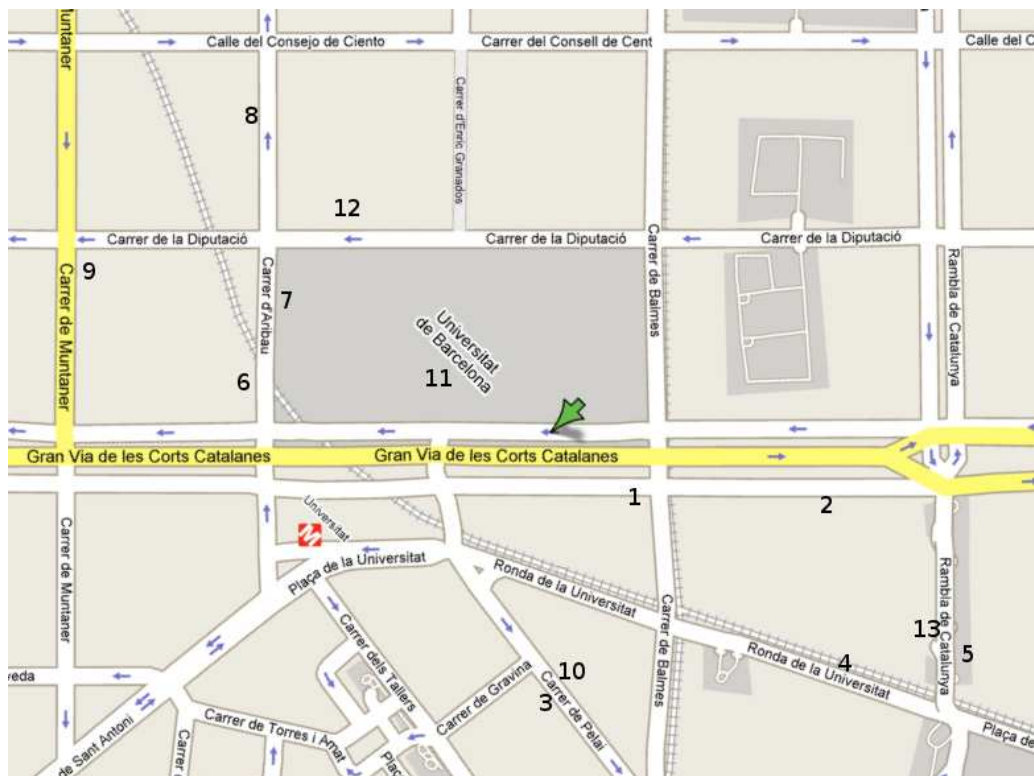 Muntaner
Calle del Consejo de Ciento
Carrer del Consell de Cent
Calle del C
8
Carrer d'Enric Granados
12
Carrer de la Diputació
Carrer de la Diputació
Carrer de la Diputació
9
Carrer de Muntaner
Carrer d'Aribau
7
Carrer de Balmes
Rambla de Catalunya
Universitat
de Barcelona
6
11
Gran Via de les Corts Catalanes
Gran Via de les Corts Catalanes
1
2
Universitat
M
Carrer de Muntaner
Plaça de la Universitat
Ronda de la Universitat
Carrer de Balmes
Rambla de Catalunya
13
5
4
Ronda de la Universitat
Carrer dels Tallers
10
3
Carrer de Pelai
Carrer de Gravina
veda
Carrer de Torres i Amat
de Sant Antoni
Carrer d
Plaç
Plaça de